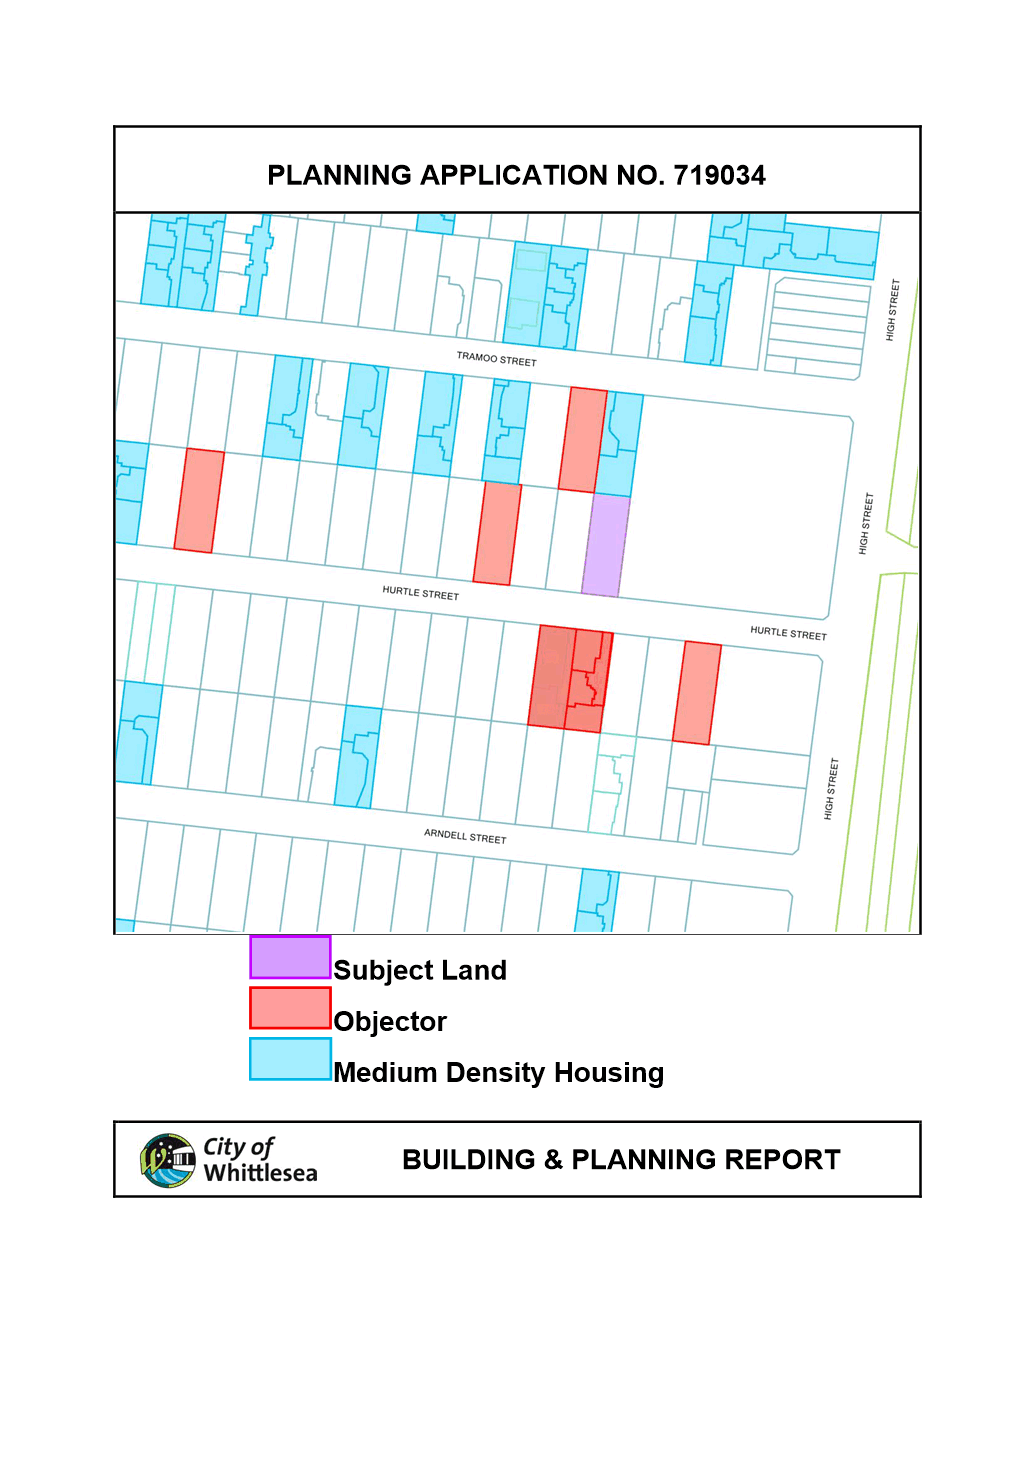 PLANNING APPLICATION NO. 719034
HIGH STREET
TRAMOO STREET
HIGH STREET
HURTLE STREET
HURTLE STREET
HIGH STREET
ARNDELL STREET
Subject Land
Objector
Medium Density Housing
City of
Whittlesea
BUILDING & PLANNING REPORT